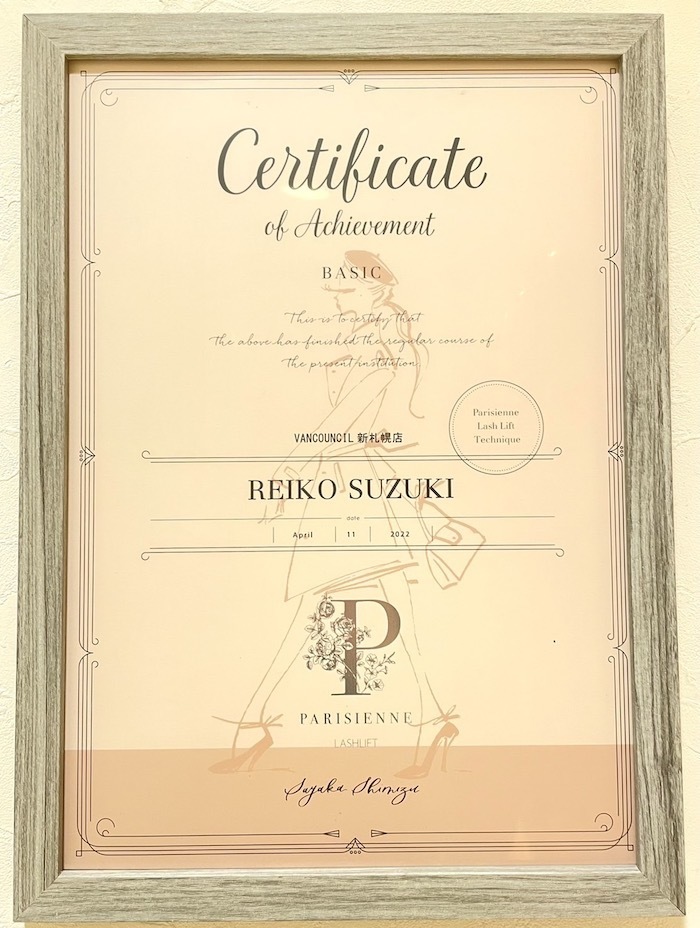 Certificate
of Achievement
BASIC
This is to certify that
The above has finished the regular course of
The present institution.
Parisienne
Lash Lift
Technique
VANCOUNCIL 新札幌店
REIKO SUZUKI
date
April 11 2022
P
PARISIENNE
LASHLIFT
Sayaka Shimizu